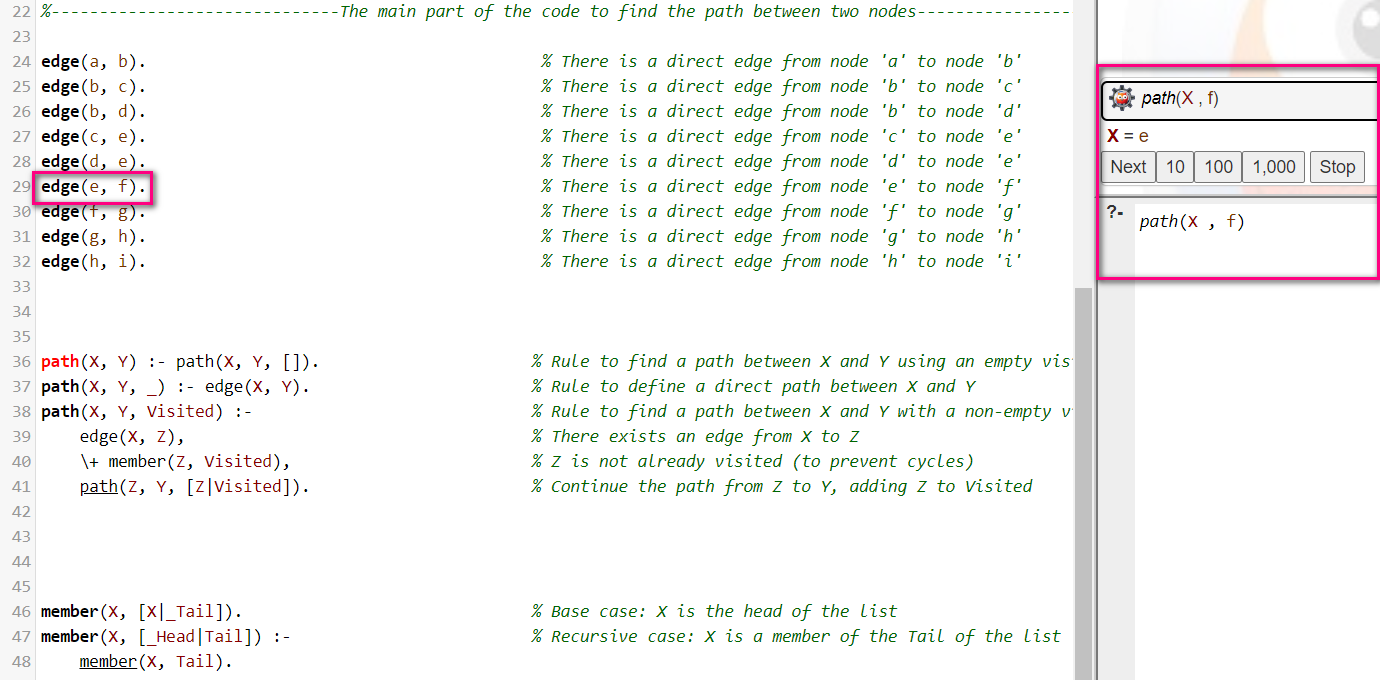 22 %-----------------------------The main part of the code to find the path between two nodes----------------
23
24 edge(a, b). % There is a direct edge from node 'a' to node 'b'
25 edge(b, c). % There is a direct edge from node 'b' to node 'c'
26 edge(b, d). % There is a direct edge from node 'b' to node 'd'
27 edge(c, e). % There is a direct edge from node 'c' to node 'e'
28 edge(d, e). % There is a direct edge from node 'd' to node 'e'
29 edge(e, f). % There is a direct edge from node 'e' to node 'f'
30 edge(f, g). % There is a direct edge from node 'f' to node 'g'
31 edge(g, h). % There is a direct edge from node 'g' to node 'h'
32 edge(h, i). % There is a direct edge from node 'h' to node 'i'
33
34
35
36 path(X, Y) :- path(X, Y, []). % Rule to find a path between X and Y using an empty vis
37 path(X, Y, _) :- edge(X, Y). % Rule to define a direct path between X and Y
38 path(X, Y, Visited) :- % Rule to find a path between X and Y with a non-empty v
39 edge(X, Z), % There exists an edge from X to Z
40 \+ member(Z, Visited), % Z is not already visited (to prevent cycles)
41 path(Z, Y, [Z|Visited]). % Continue the path from Z to Y, adding Z to Visited
42
43
44
45
46 member(X, [X|_Tail]). % Base case: X is the head of the list
47 member(X, [_Head|Tail]) :- % Recursive case: X is a member of the Tail of the list
48 member(X, Tail).
path(X , f)
X = e
Next 10 100 1,000 Stop
?- path(X , f)